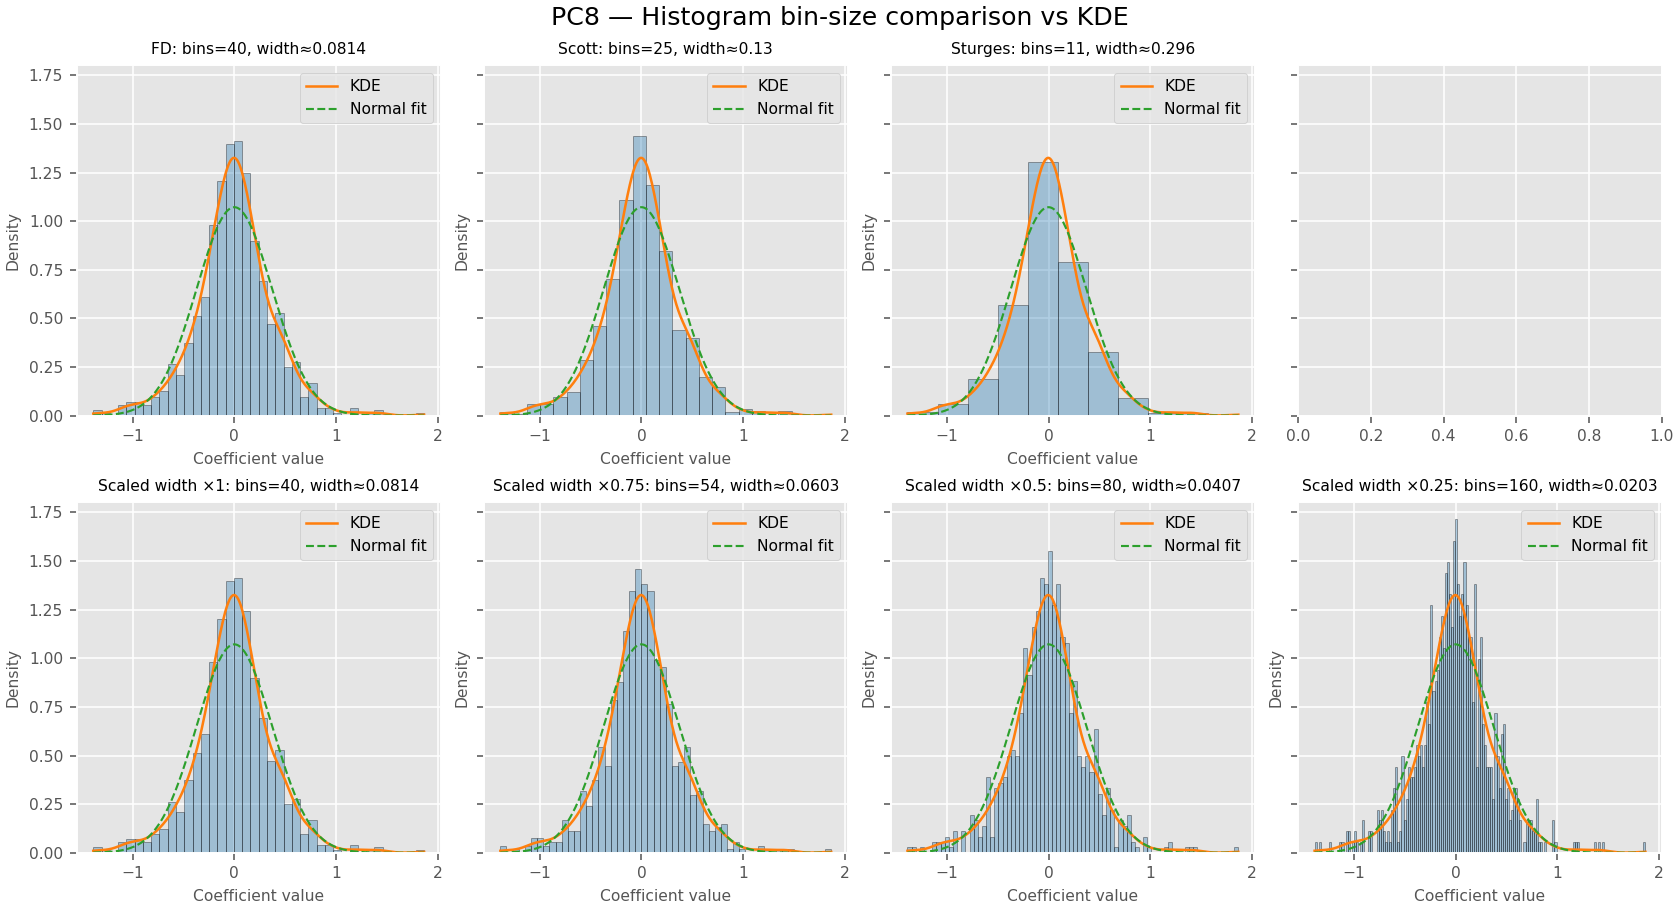 PC8 — Histogram bin-size comparison vs KDE
FD: bins=40, width≈0.0814
Scott: bins=25, width≈0.13
Sturges: bins=11, width≈0.296
KDE
Normal fit
KDE
Normal fit
KDE
Normal fit
Density
1.75
1.50
1.25
1.00
0.75
0.50
0.25
0.00
Density
Density
−1 0 1 2
−1 0 1 2
−1 0 1 2
0.0 0.2 0.4 0.6 0.8 1.0
Coefficient value
Coefficient value
Coefficient value
Scaled width ×1: bins=40, width≈0.0814
Scaled width ×0.75: bins=54, width≈0.0603
Scaled width ×0.5: bins=80, width≈0.0407
Scaled width ×0.25: bins=160, width≈0.0203
KDE
Normal fit
KDE
Normal fit
KDE
Normal fit
KDE
Normal fit
Density
1.75
1.50
1.25
1.00
0.75
0.50
0.25
0.00
Density
Density
Density
−1 0 1 2
−1 0 1 2
−1 0 1 2
−1 0 1 2
Coefficient value
Coefficient value
Coefficient value
Coefficient value